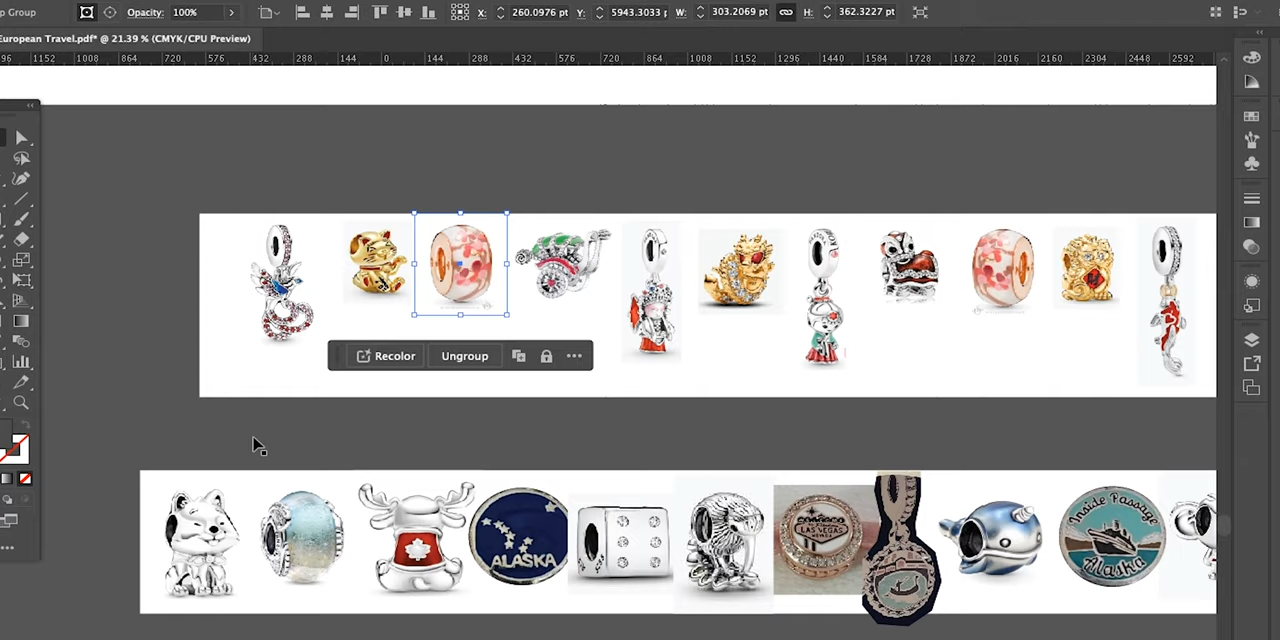 p Group Opacity: 100% X: 260.0976 pt Y: 5943.3033 p W: 303.2069 pt H: 362.3227 pt
European Travel.pdf* @ 21.39 % (CMYK/CPU Preview)
96 1152 1008 864 720 576 432 288 144 0 144 288 432 576 720 864 1008 1152 1296 1440 1584 1728 1872 2016 2160 2304 2448 2592
Recolor Ungroup
ALASKA
LAS VEGAS
NEVADA
Inside Passage
Alaska